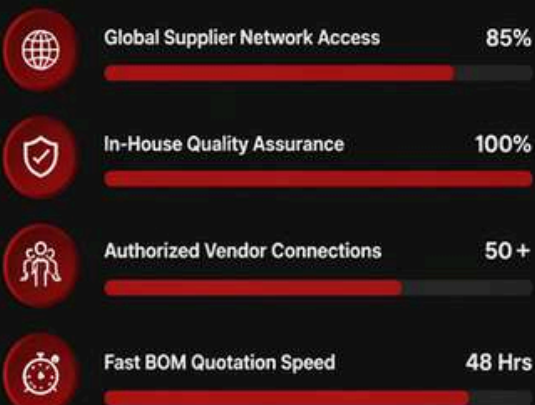 Global Supplier Network Access 85%
In-House Quality Assurance 100%
Authorized Vendor Connections 50 +
Fast BOM Quotation Speed 48 Hrs